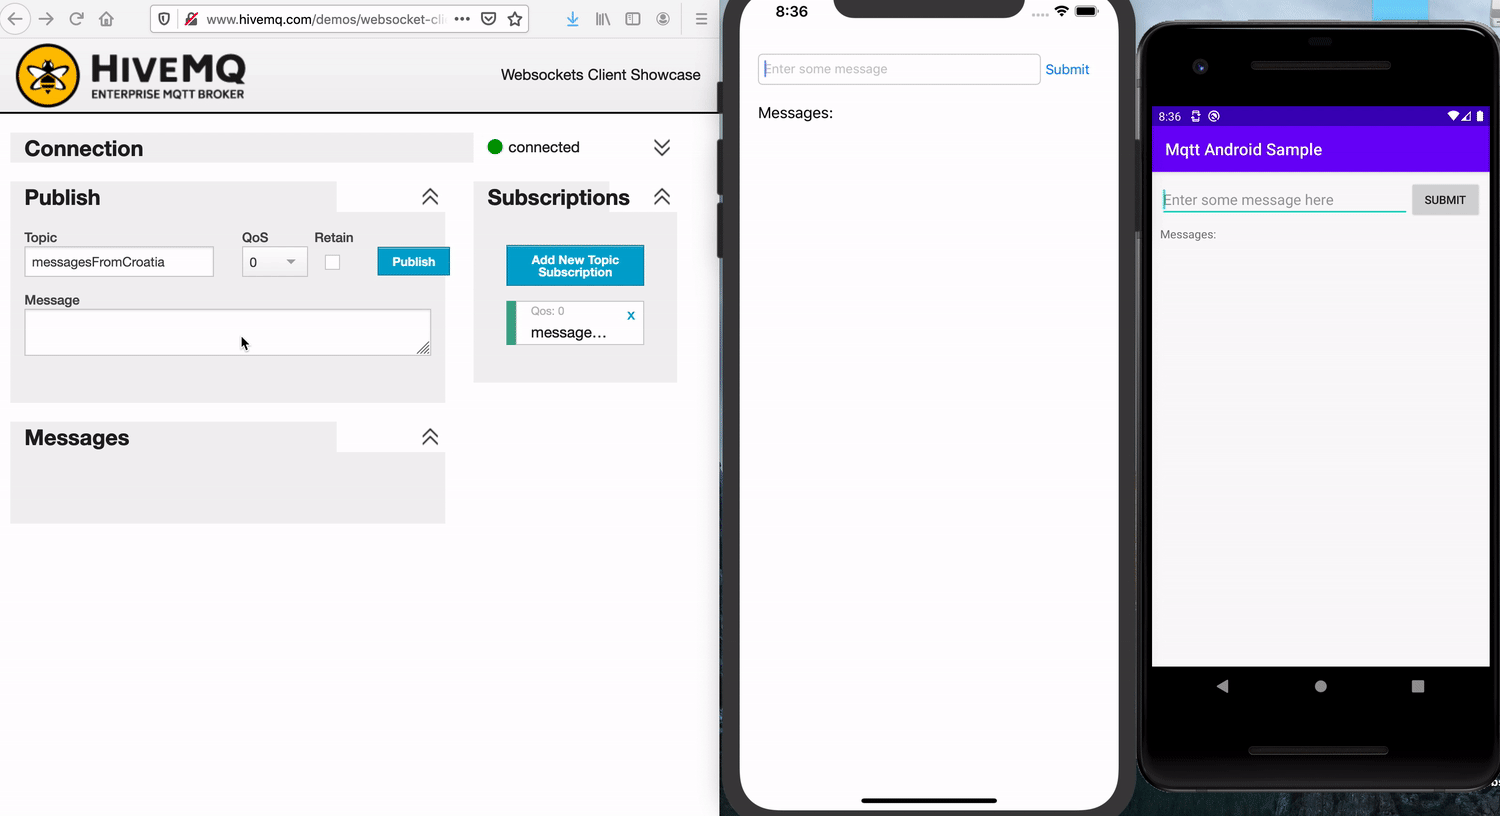 www.hivemq.com/demos/websocket-cli
HIVEMQ
ENTERPRISE MQTT BROKER
Websockets Client Showcase
Connection
connected
Publish
Subscriptions
Topic
QoS
Retain
messagesFromCroatia
0
Publish
Message
Add New Topic
Subscription
Qos: 0
x
message...
Messages
8:36
Enter some message
Submit
Messages:
8:36
Mqtt Android Sample
Enter some message here
SUBMIT
Messages: